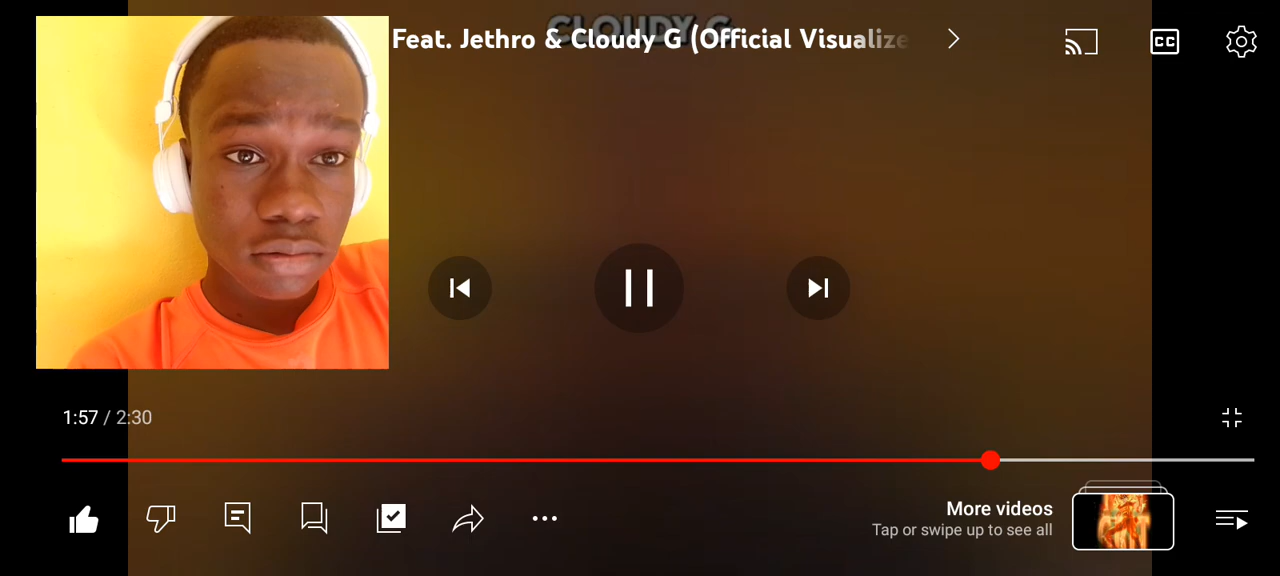 CLOUDY G
Feat. Jethro & Cloudy G (Official Visualize
CC
1:57 / 2:30
More videos
Tap or swipe up to see all